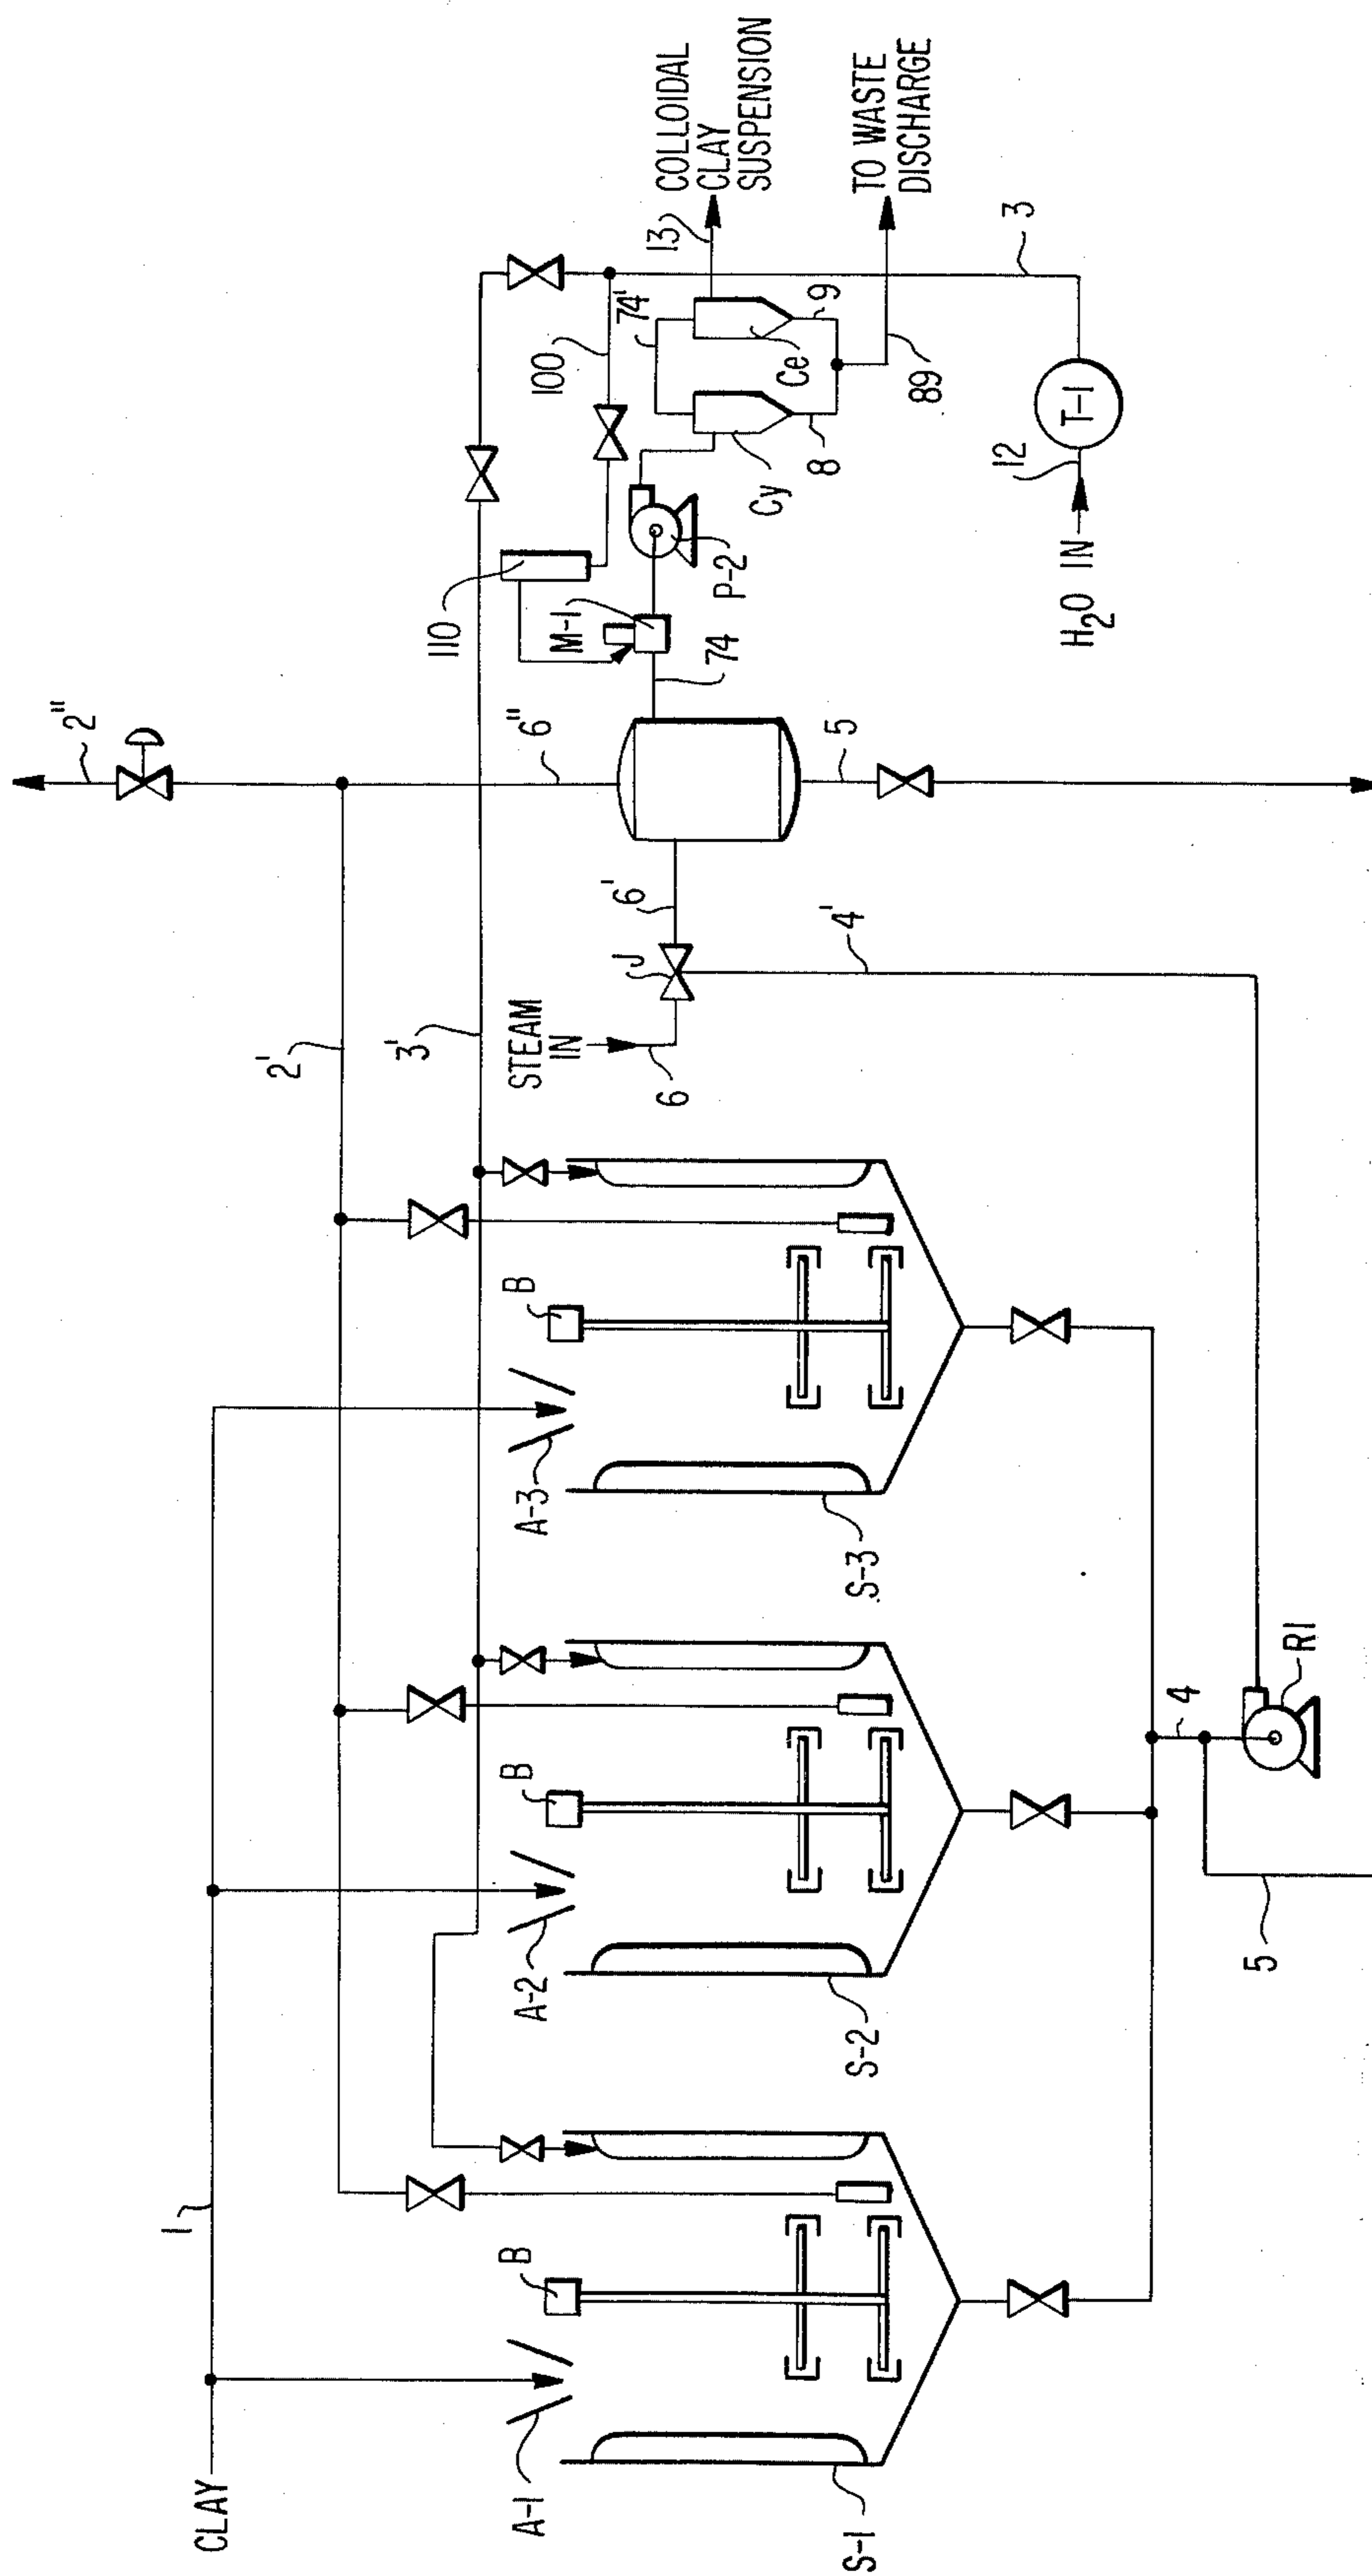 CLAY
1
2'
2"
3'
A-1
A-2
A-3
B
B
B
S-1
S-2
S-3
STEAM
IN
6
J
6'
6"
4'
4
5
R1
5
110
M-1
74
P-2
100
74'
Cy
Ce
8
9
13
COLLOIDAL
CLAY
SUSPENSION
TO WASTE
DISCHARGE
89
3
H2O IN
12
T-1